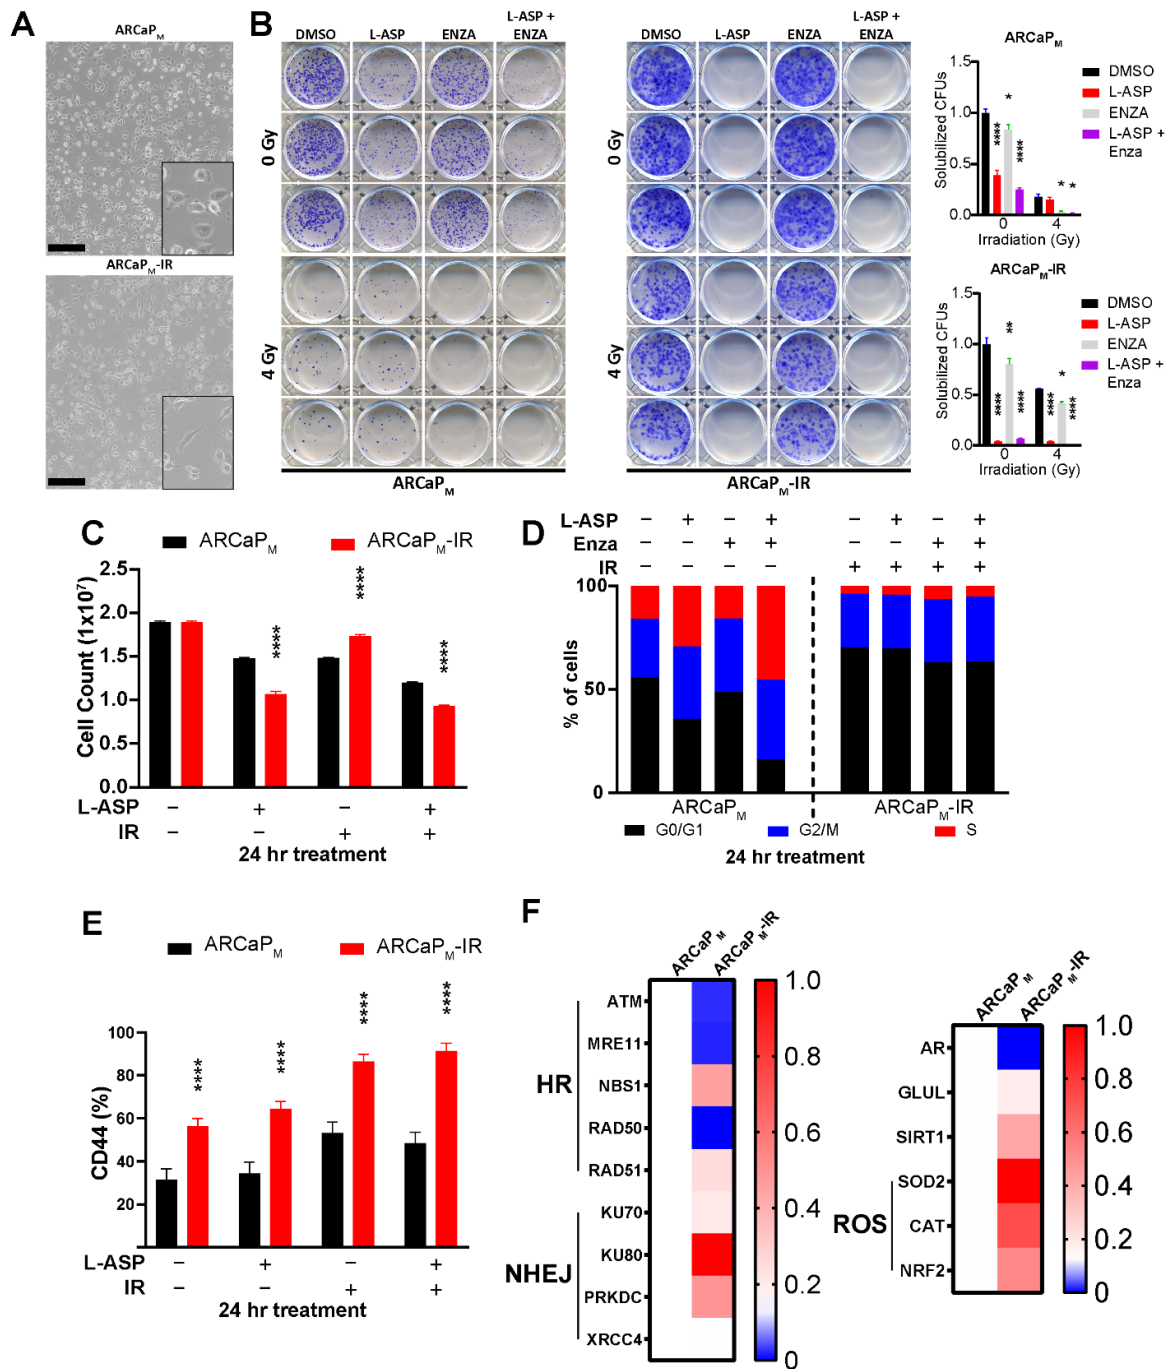 A
ARCaPM
ARCaPM-IR
B
DMSO L-ASP ENZA L-ASP + ENZA
DMSO L-ASP ENZA L-ASP + ENZA
0 Gy
4 Gy
0 Gy
4 Gy
ARCaPM
ARCaPM-IR
ARCaPM
Solubilized CFUs
1.5
1.0
0.5
0.0
**** * **** * *
0 4
Irradiation (Gy)
DMSO
L-ASP
ENZA
L-ASP + Enza
ARCaPM-IR
Solubilized CFUs
1.5
1.0
0.5
0.0
**** ** **** **** * ****
0 4
Irradiation (Gy)
DMSO
L-ASP
ENZA
L-ASP + Enza
C
ARCaPM ARCaPM-IR
Cell Count (1x10⁷)
2.5
2.0
1.5
1.0
0.5
0.0
**** **** ****
L-ASP − + − +
IR − − + +
24 hr treatment
D
L-ASP − + − + − + − +
Enza − − + + − − + +
IR − − − − + + + +
% of cells
100
50
0
ARCaPM ARCaPM-IR
G0/G1 G2/M S
24 hr treatment
E
ARCaPM ARCaPM-IR
CD44 (%)
100
80
60
40
20
**** **** **** ****
L-ASP − + − +
IR − − + +
24 hr treatment
F
ARCaPM ARCaPM-IR
HR
ATM
MRE11
NBS1
RAD50
RAD51
NHEJ
KU70
KU80
PRKDC
XRCC4
1.0
0.8
0.6
0.4
0.2
0
ARCaPM ARCaPM-IR
AR
GLUL
SIRT1
ROS
SOD2
CAT
NRF2
1.0
0.8
0.6
0.4
0.2
0